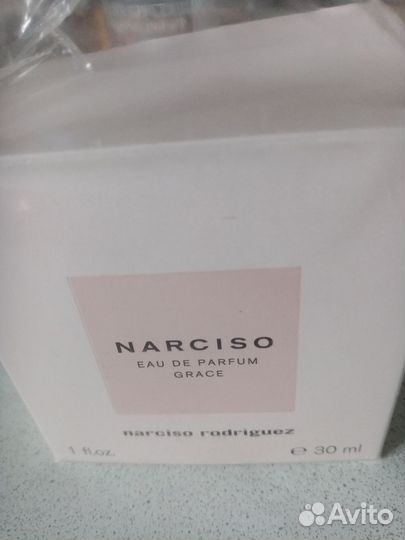 NARCISO
EAU DE PARFUM
GRACE
narciso rodriguez
1 fl.oz.
e 30 ml
Avito